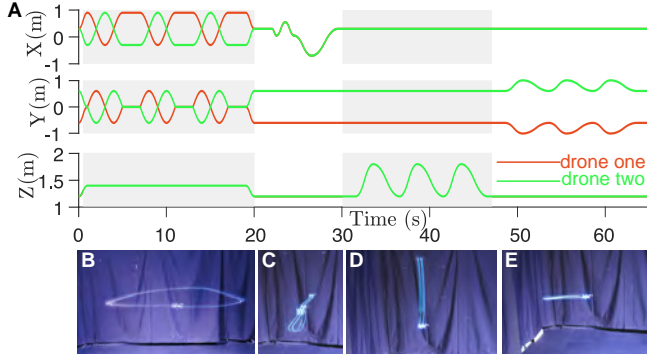 A
X(m)
1
0
-1
Y(m)
1
0
-1
Z(m)
2
1.5
1
drone one
drone two
Time (s)
0 10 20 30 40 50 60
B C D E